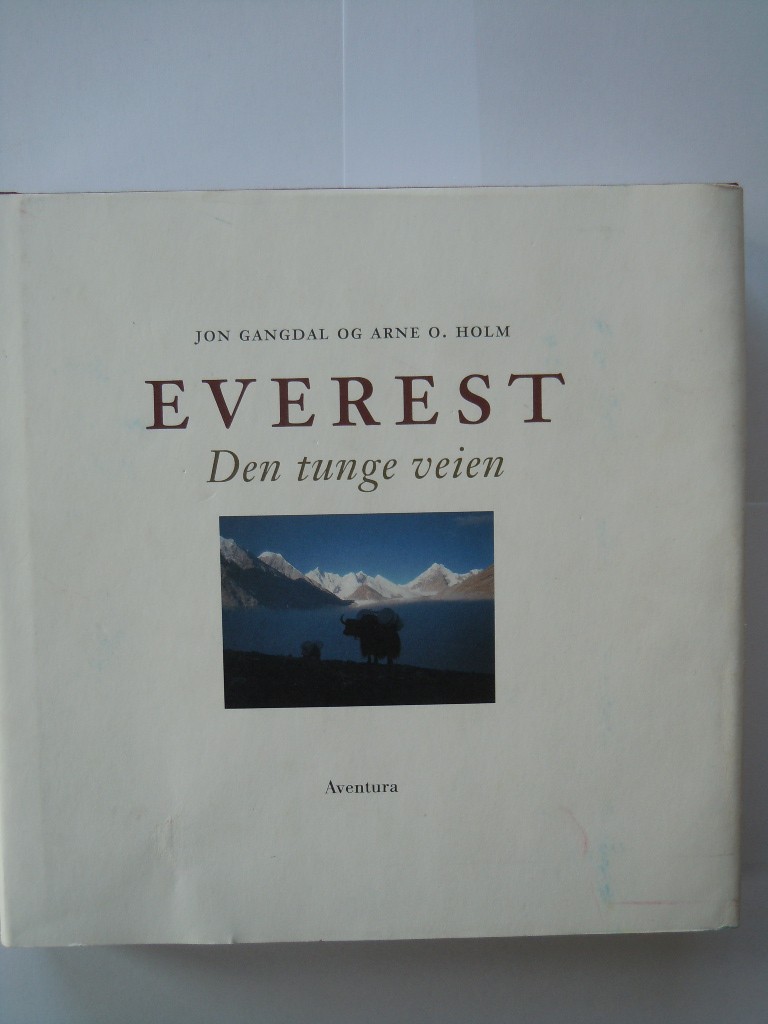 JON GANGDAL OG ARNE O. HOLM
EVEREST
Den tunge veien
Aventura